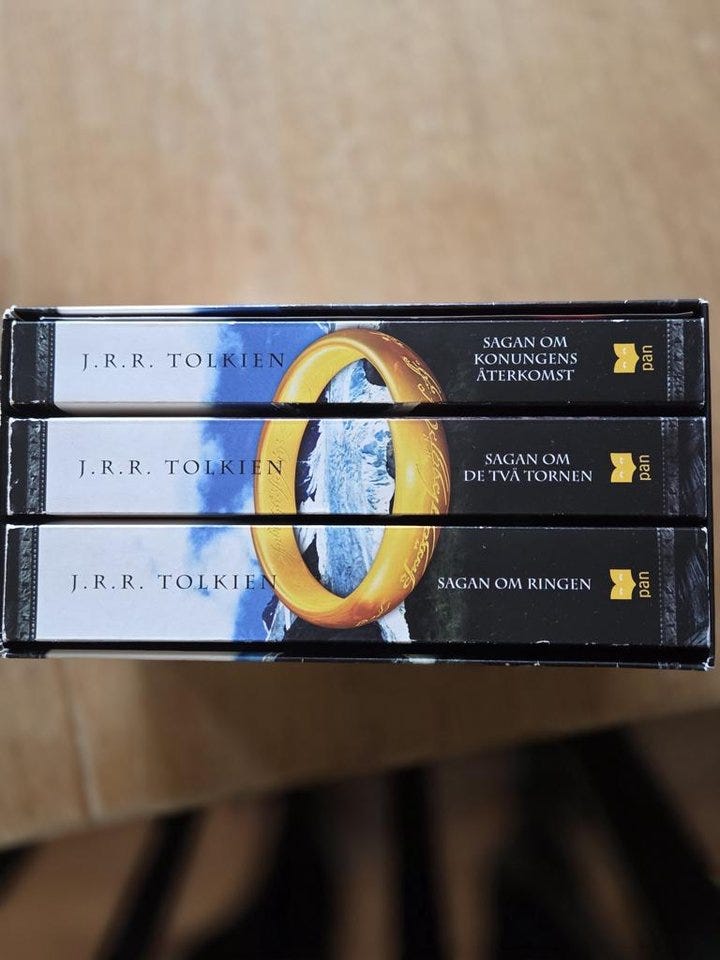 J.R.R. TOLKIEN
SAGAN OM
KONUNGENS
ÅTERKOMST
pan
J.R.R. TOLKIEN
SAGAN OM
DE TVÅ TORNEN
pan
J.R.R. TOLKIEN
SAGAN OM RINGEN
pan